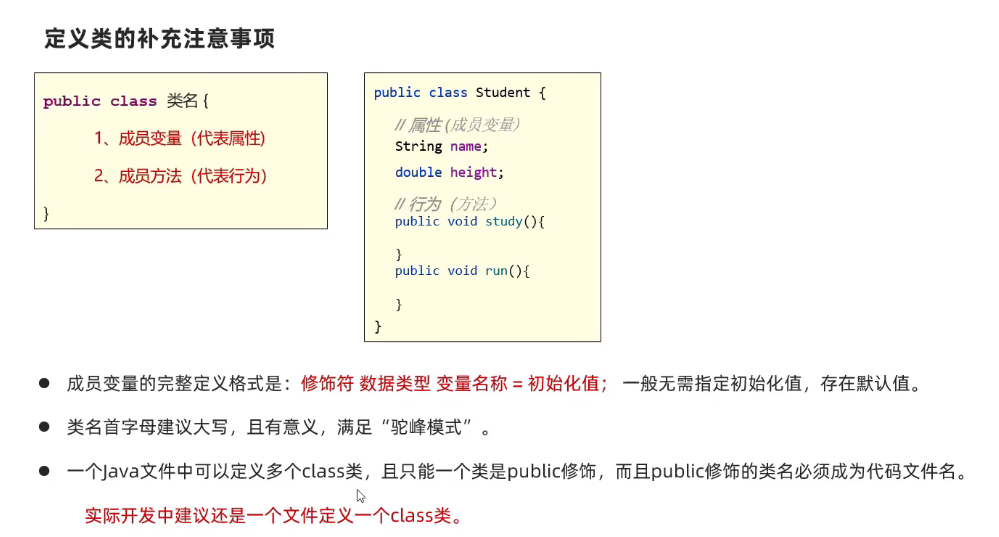 定义类的补充注意事项
public class 类名 {
1、成员变量（代表属性)
2、成员方法（代表行为）
}
public class Student {
// 属性 (成员变量）
String name;
double height;
// 行为（方法）
public void study(){
}
public void run(){
}
}
● 成员变量的完整定义格式是：修饰符 数据类型 变量名称 = 初始化值； 一般无需指定初始化值，存在默认值。
● 类名首字母建议大写，且有意义，满足“驼峰模式”。
● 一个Java文件中可以定义多个class类，且只能一个类是public修饰，而且public修饰的类名必须成为代码文件名。
实际开发中建议还是一个文件定义一个class类。